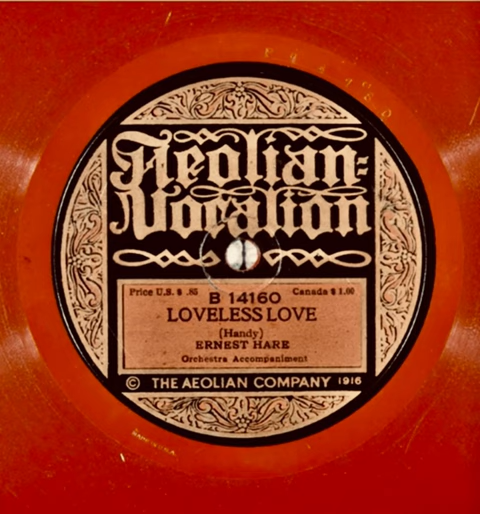 Aeolian-
Vocalion
Price U.S. $ .85 Canada $ 1.00
B 14160
LOVELESS LOVE
(Handy)
ERNEST HARE
Orchestra Accompaniment
© THE AEOLIAN COMPANY 1916